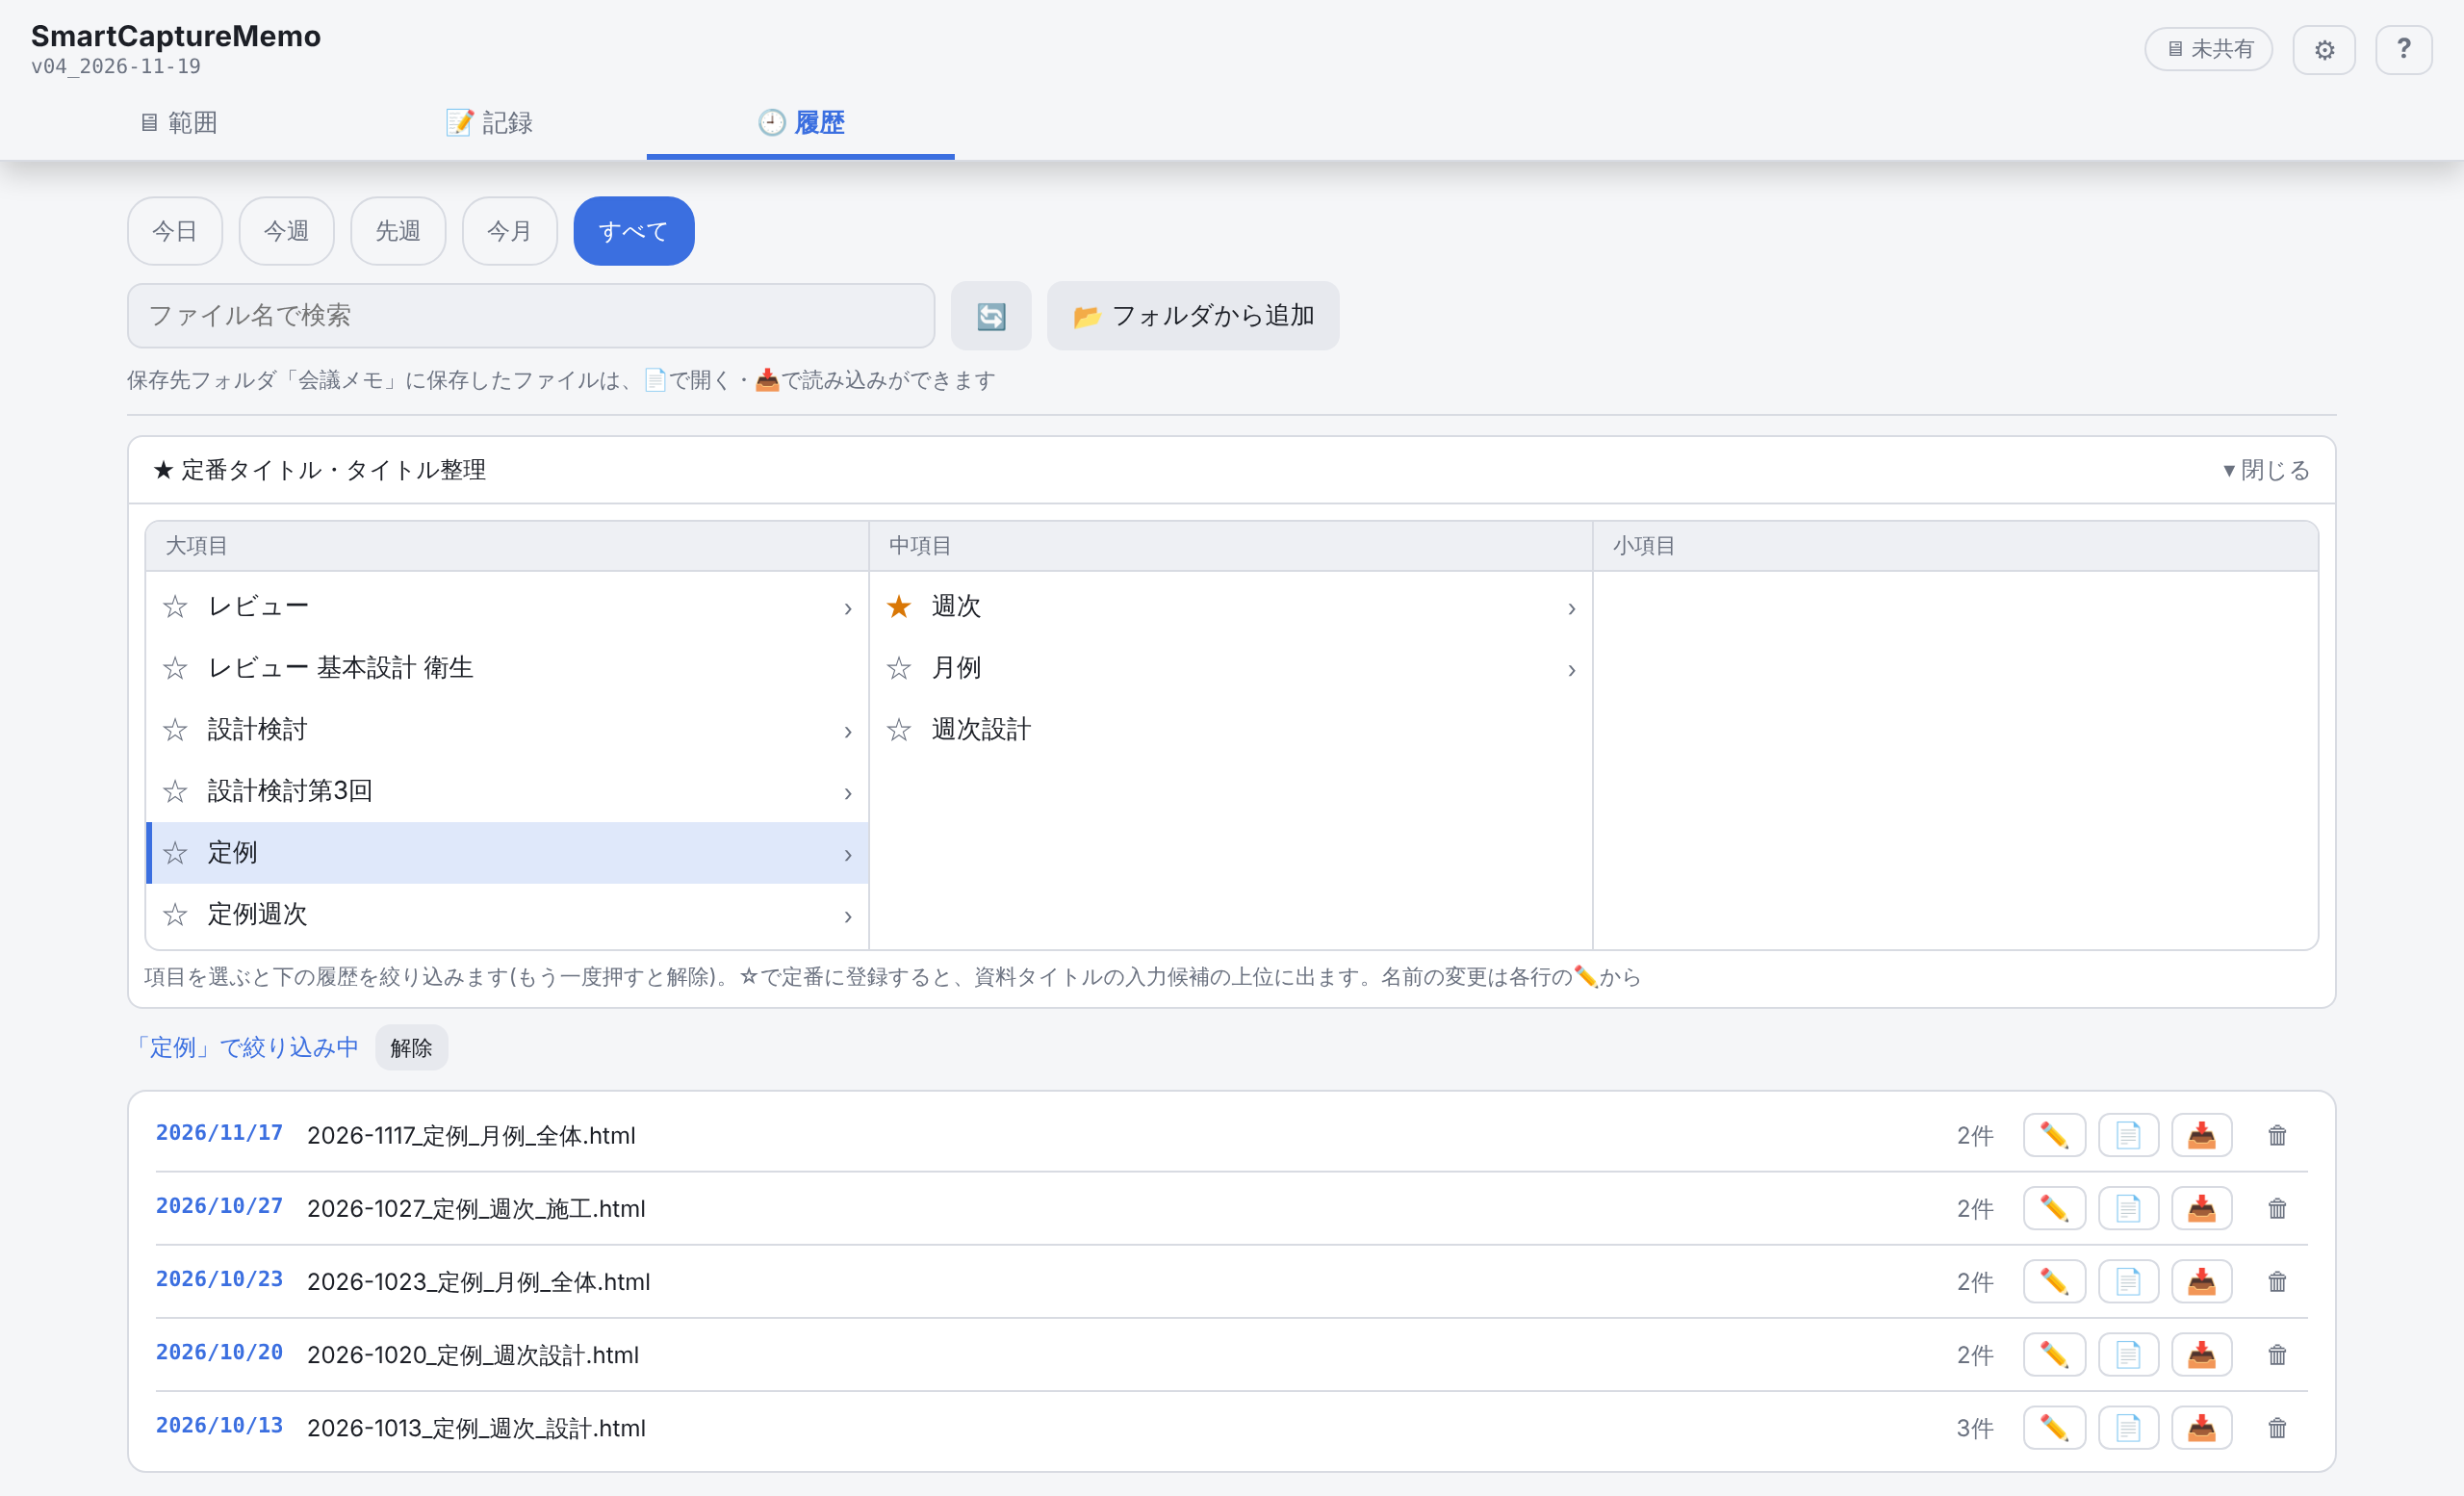 SmartCaptureMemo
v04_2026-11-19
🖥 未共有 ⚙ ?
🖥 範囲 📝 記録 🕘 履歴
今日 今週 先週 今月 すべて
ファイル名で検索 🔄 📂 フォルダから追加
保存先フォルダ「会議メモ」に保存したファイルは、📄で開く・📥で読み込みができます
★ 定番タイトル・タイトル整理 ▾ 閉じる
大項目 中項目 小項目
☆ レビュー › ★ 週次 ›
☆ レビュー 基本設計 衛生 ☆ 月例 ›
☆ 設計検討 › ☆ 週次設計
☆ 設計検討第3回 ›
☆ 定例 ›
☆ 定例週次 ›
項目を選ぶと下の履歴を絞り込みます(もう一度押すと解除)。☆で定番に登録すると、資料タイトルの入力候補の上位に出ます。名前の変更は各行の✏️から
「定例」で絞り込み中 解除
2026/11/17 2026-1117_定例_月例_全体.html 2件 ✏️ 📄 📥 🗑
2026/10/27 2026-1027_定例_週次_施工.html 2件 ✏️ 📄 📥 🗑
2026/10/23 2026-1023_定例_月例_全体.html 2件 ✏️ 📄 📥 🗑
2026/10/20 2026-1020_定例_週次設計.html 2件 ✏️ 📄 📥 🗑
2026/10/13 2026-1013_定例_週次_設計.html 3件 ✏️ 📄 📥 🗑